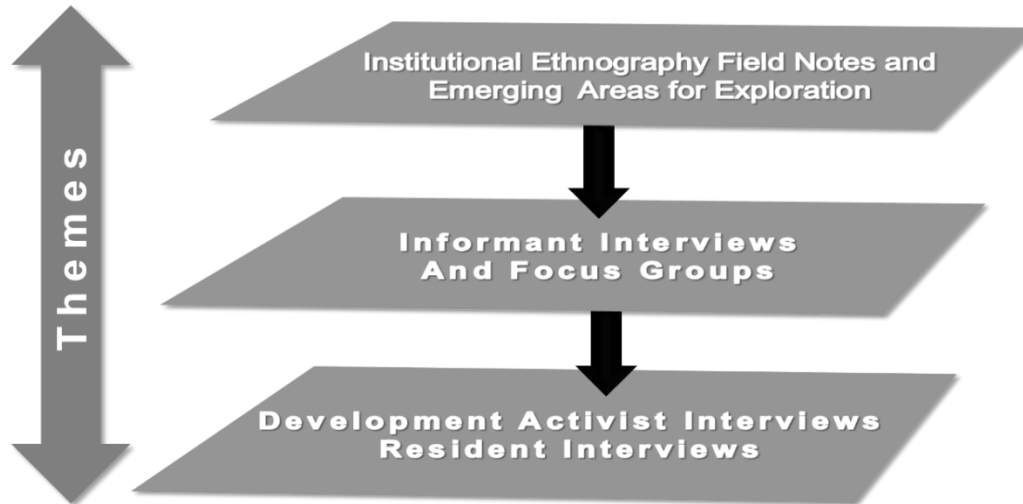 Themes
Institutional Ethnography Field Notes and
Emerging Areas for Exploration
Informant Interviews
And Focus Groups
Development Activist Interviews
Resident Interviews